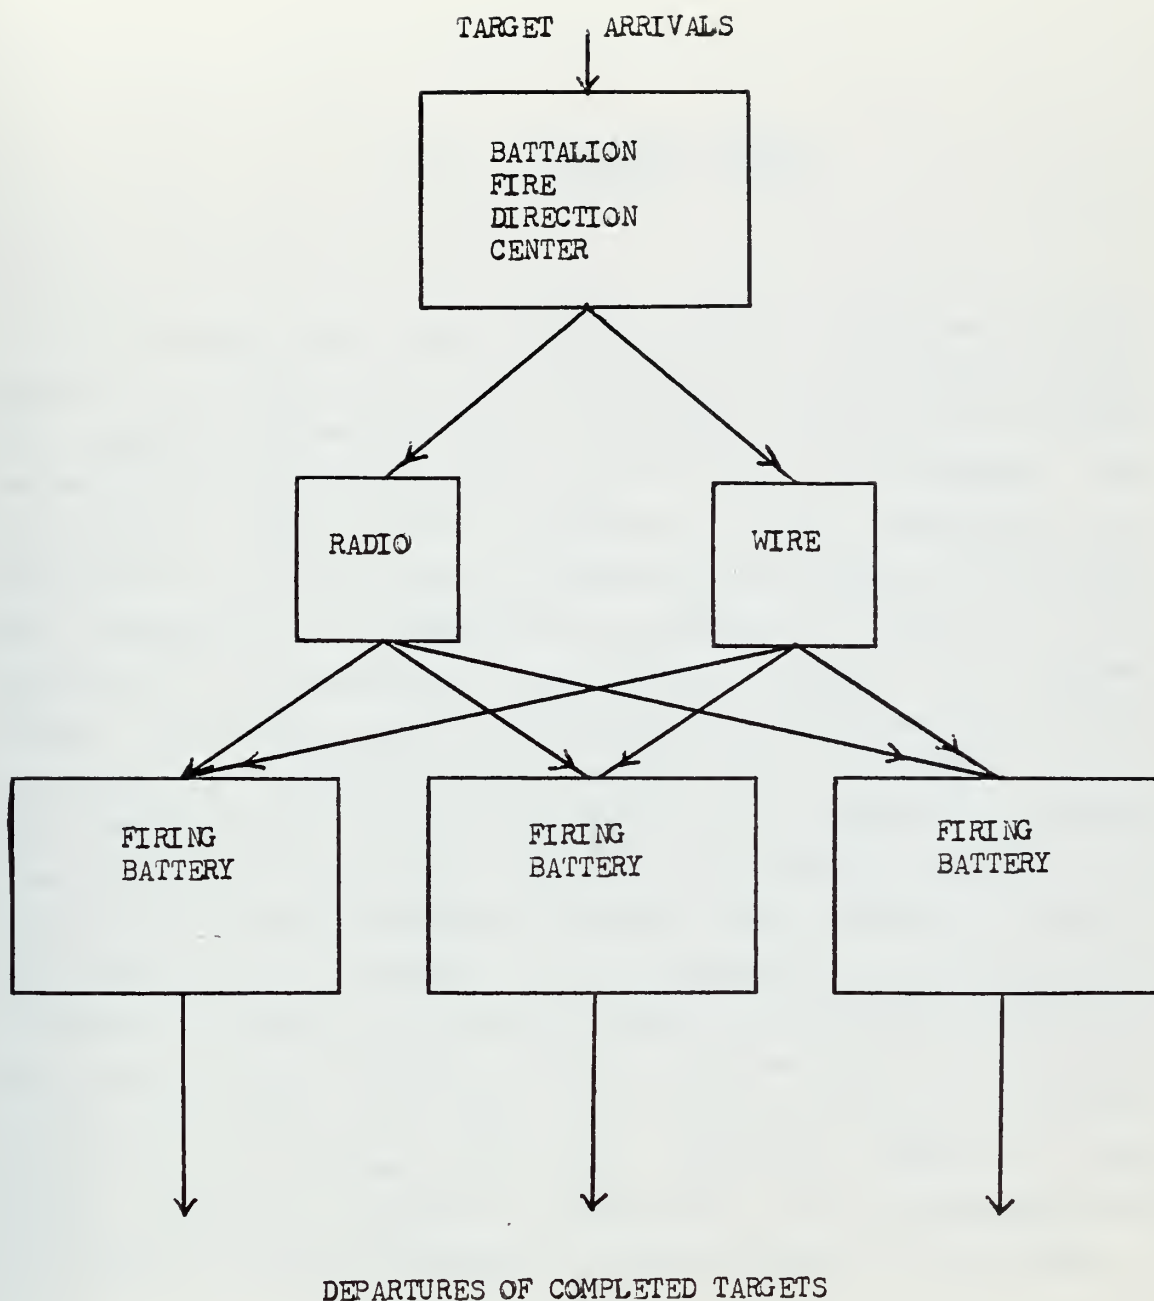 TARGET ARRIVALS
BATTALION
FIRE
DIRECTION
CENTER
RADIO
WIRE
FIRING
BATTERY
FIRING
BATTERY
FIRING
BATTERY
DEPARTURES OF COMPLETED TARGETS